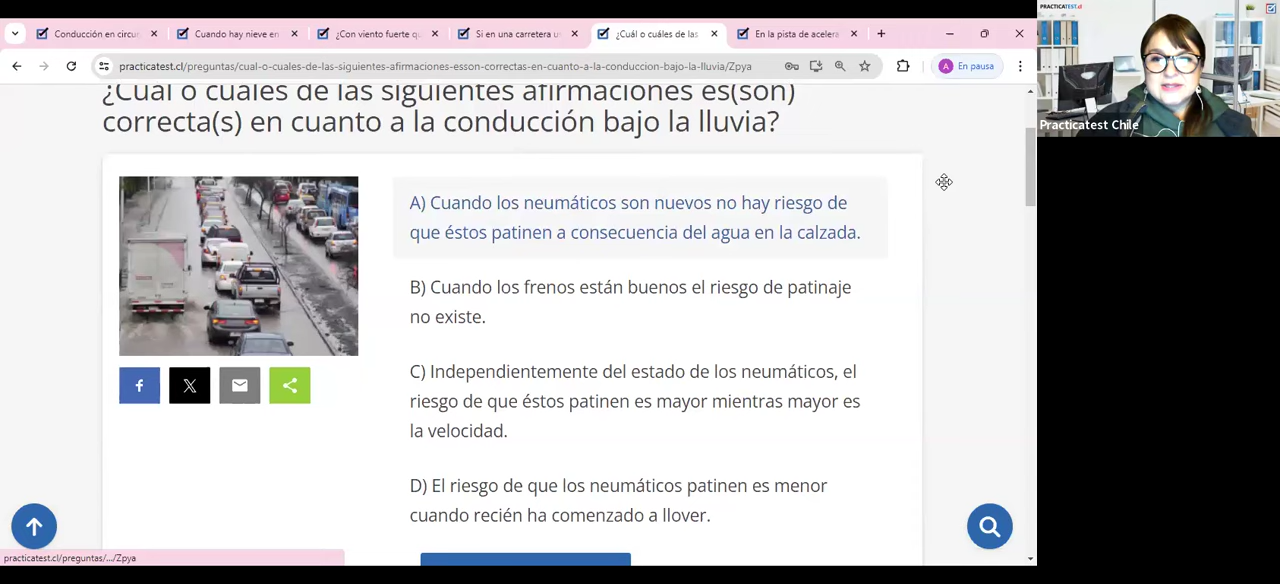 PRACTICATEST.cl
Conducción en circun
Cuando hay nieve en
¿Con viento fuerte q
Si en una carretera u
¿Cuál o cuáles de las
En la pista de acelera
practicatest.cl/preguntas/cual-o-cuales-de-las-siguientes-afirmaciones-es-son-correctas-en-cuanto-a-la-conduccion-bajo-la-lluvia/Zpya
A
En pausa
Practicatest Chile
¿Cuál o cuáles de las siguientes afirmaciones es(son)
correcta(s) en cuanto a la conducción bajo la lluvia?
A) Cuando los neumáticos son nuevos no hay riesgo de
que éstos patinen a consecuencia del agua en la calzada.
B) Cuando los frenos están buenos el riesgo de patinaje
no existe.
C) Independientemente del estado de los neumáticos, el
riesgo de que éstos patinen es mayor mientras mayor es
la velocidad.
D) El riesgo de que los neumáticos patinen es menor
cuando recién ha comenzado a llover.
practicatest.cl/preguntas/.../Zpya